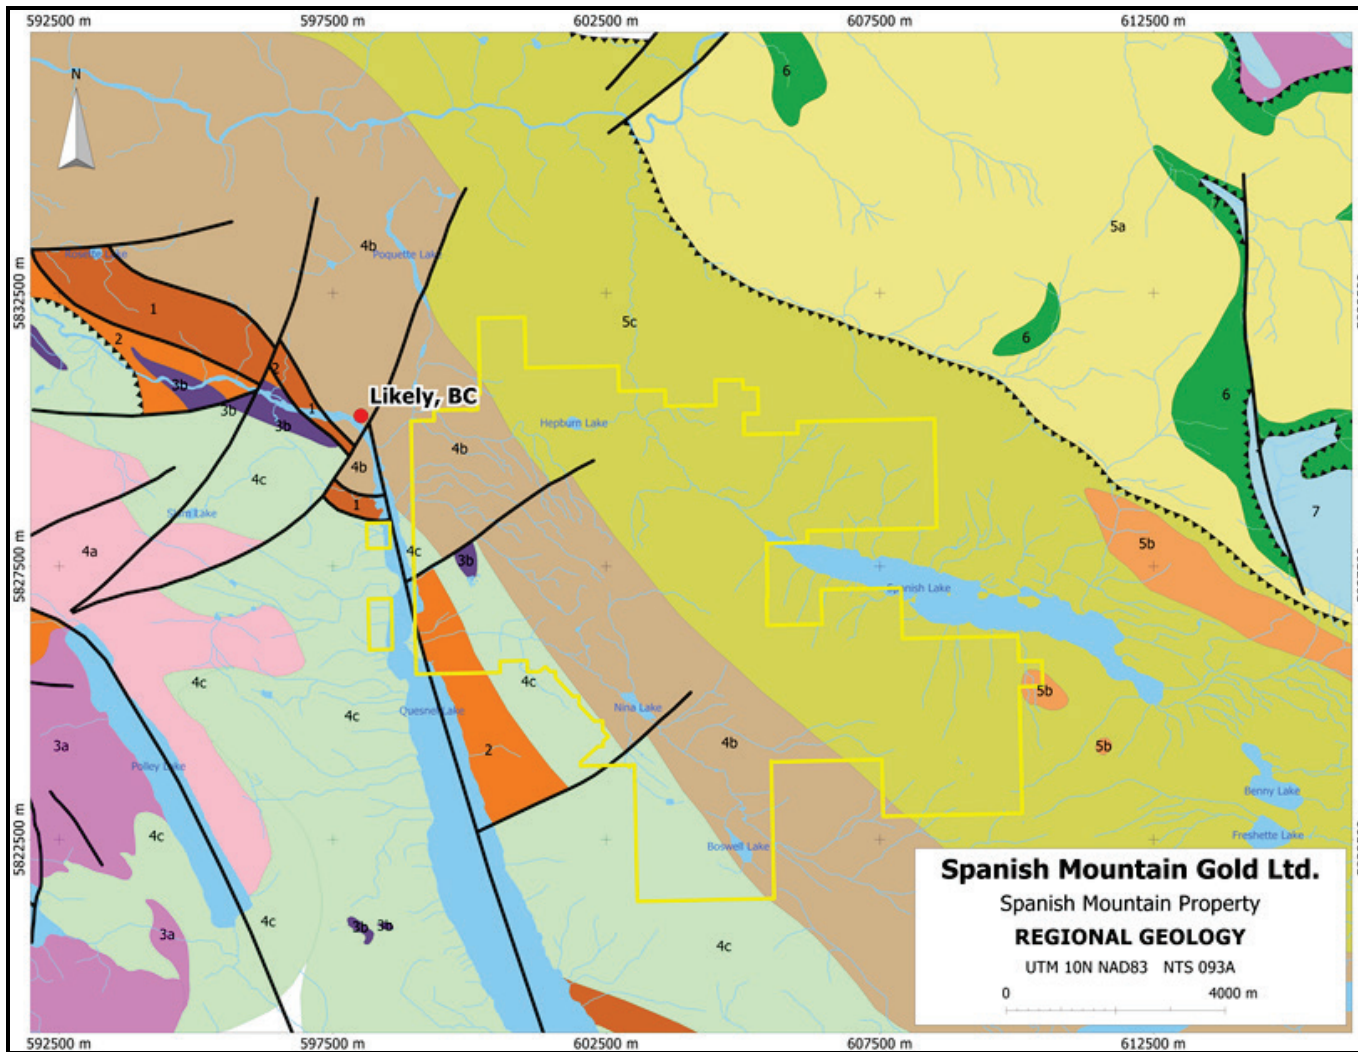 592500 m
597500 m
602500 m
607500 m
612500 m
N
6
7
5a
4b
Poquette Lake
5832500 m
1
5c
2
6
2
3b
Likely, BC
6
3b
1
3b
Hepburn Lake
4b
4b
4c
1
7
4a
4c
5b
3b
5827500 m
Spanish Lake
4c
4c
5b
4c
Quesnel Lake
Nina Lake
3a
2
4b
5b
Polley Lake
Benny Lake
4c
Freshette Lake
5822500 m
Boswell Lake
4c
3b
3b
3a
4c
Spanish Mountain Gold Ltd.
Spanish Mountain Property
REGIONAL GEOLOGY
UTM 10N NAD83 NTS 093A
0
4000 m
592500 m
597500 m
602500 m
607500 m
612500 m